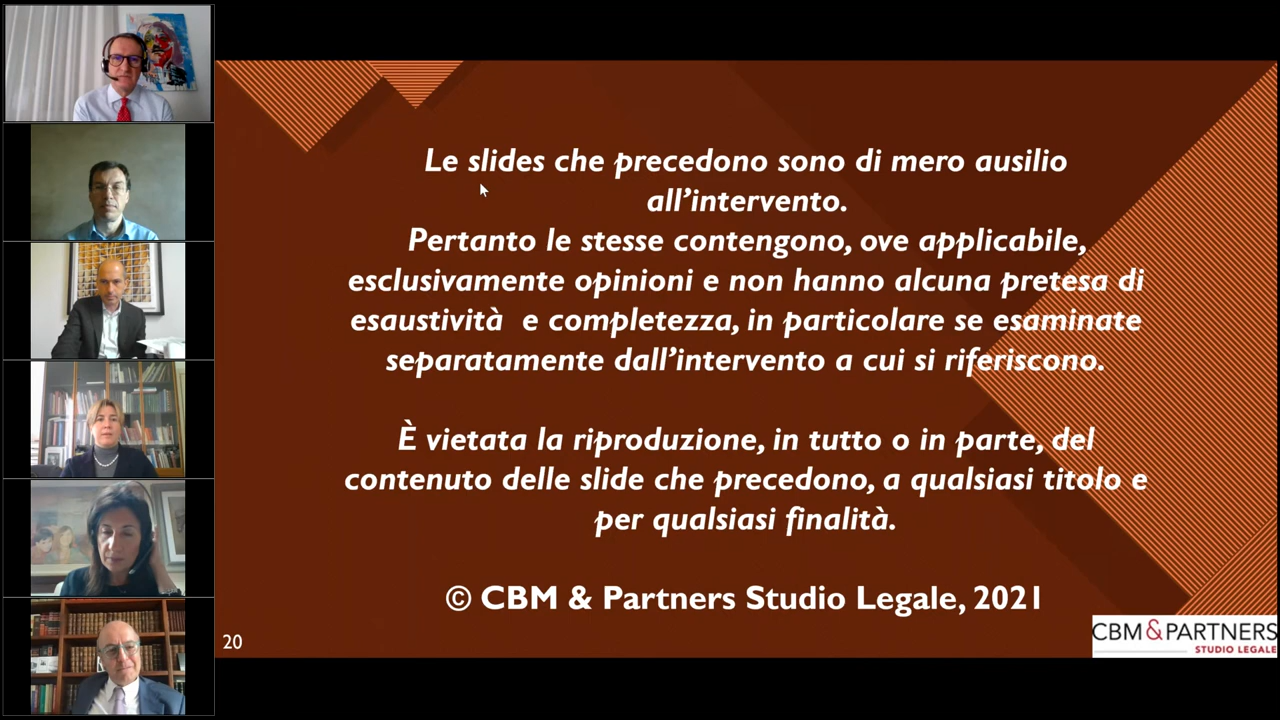 Le slides che precedono sono di mero ausilio
all’intervento.
Pertanto le stesse contengono, ove applicabile,
esclusivamente opinioni e non hanno alcuna pretesa di
esaustività  e completezza, in particolare se esaminate
separatamente dall’intervento a cui si riferiscono.
È vietata la riproduzione, in tutto o in parte, del
contenuto delle slide che precedono, a qualsiasi titolo e
per qualsiasi finalità.
© CBM & Partners Studio Legale, 2021
20
CBM&PARTNERS
STUDIO LEGALE